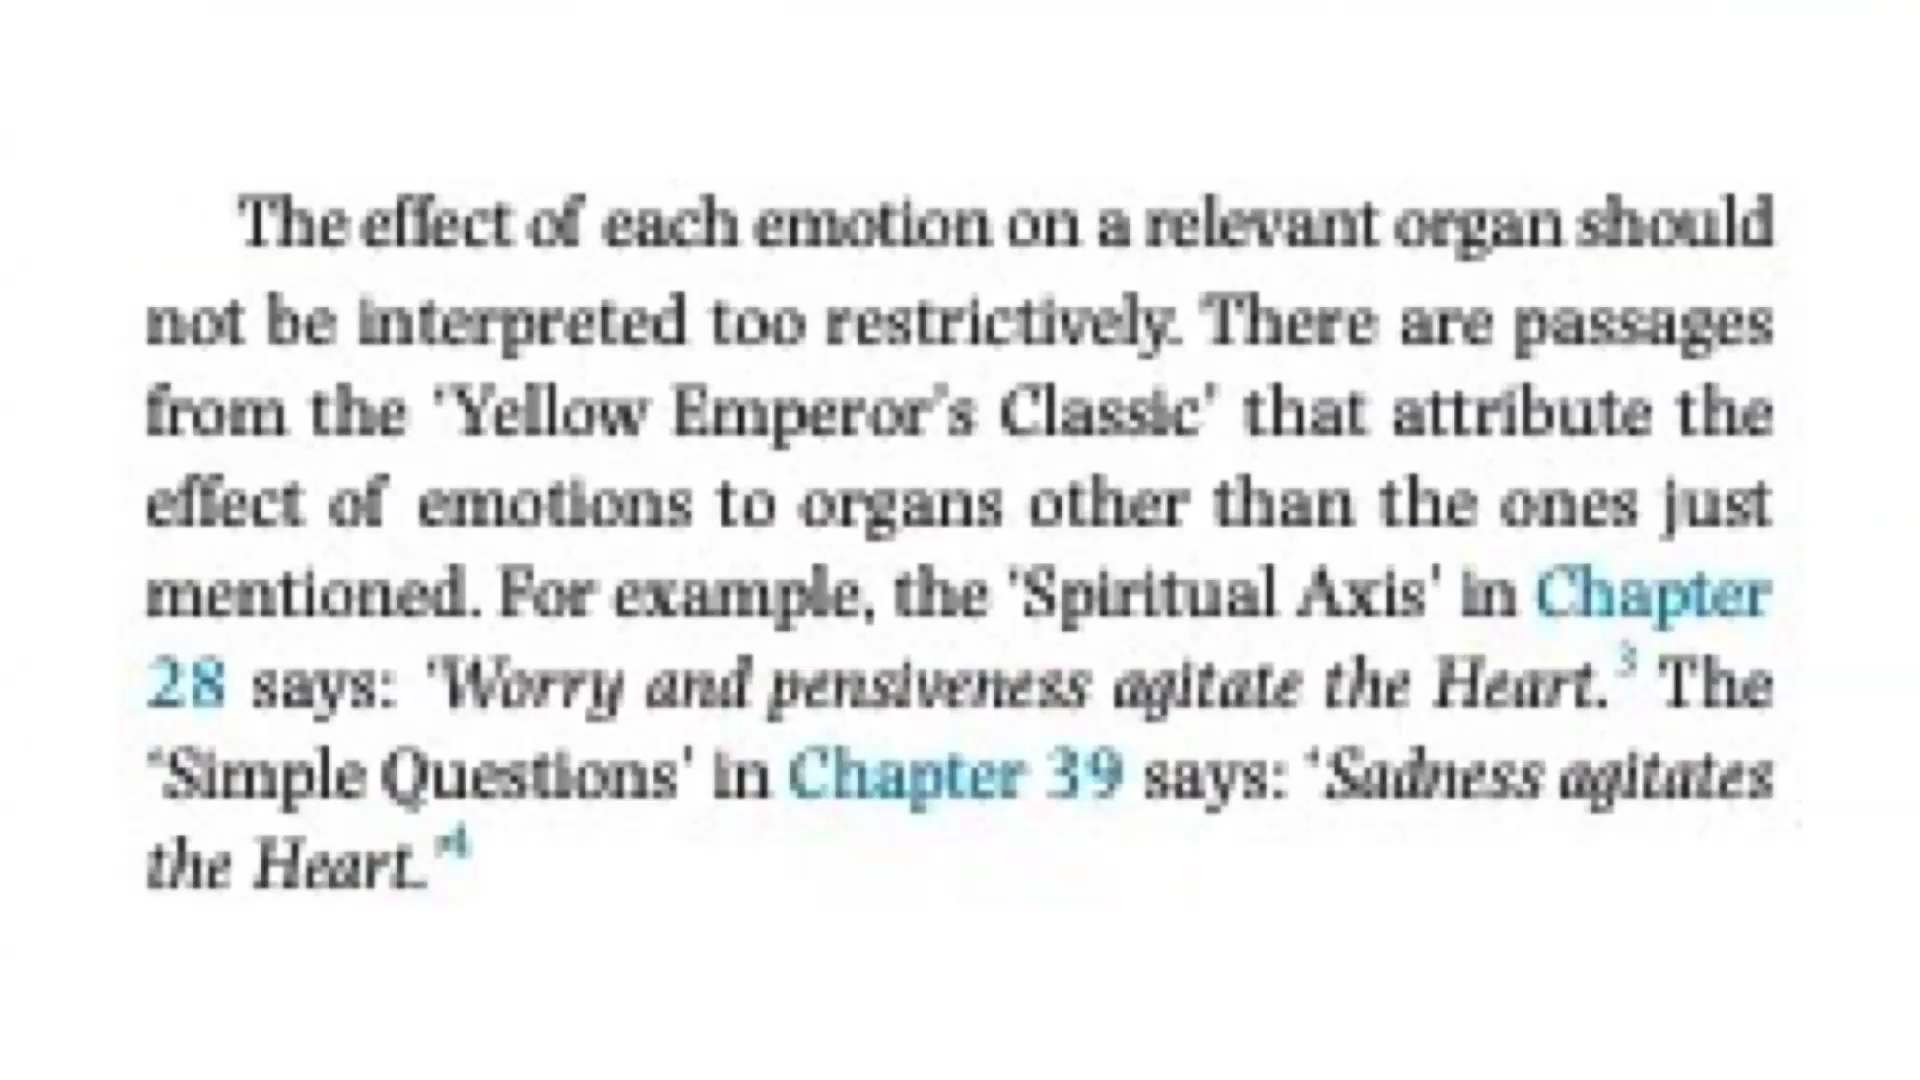 The effect of each emotion on a relevant organ should
not be interpreted too restrictively. There are passages
from the ‘Yellow Emperor’s Classic’ that attribute the
effect of emotions to organs other than the ones just
mentioned. For example, the ‘Spiritual Axis’ in Chapter
28 says: ‘Worry and pensiveness agitate the Heart.³ The
‘Simple Questions’ in Chapter 39 says: ‘Sadness agitates
the Heart.’⁴